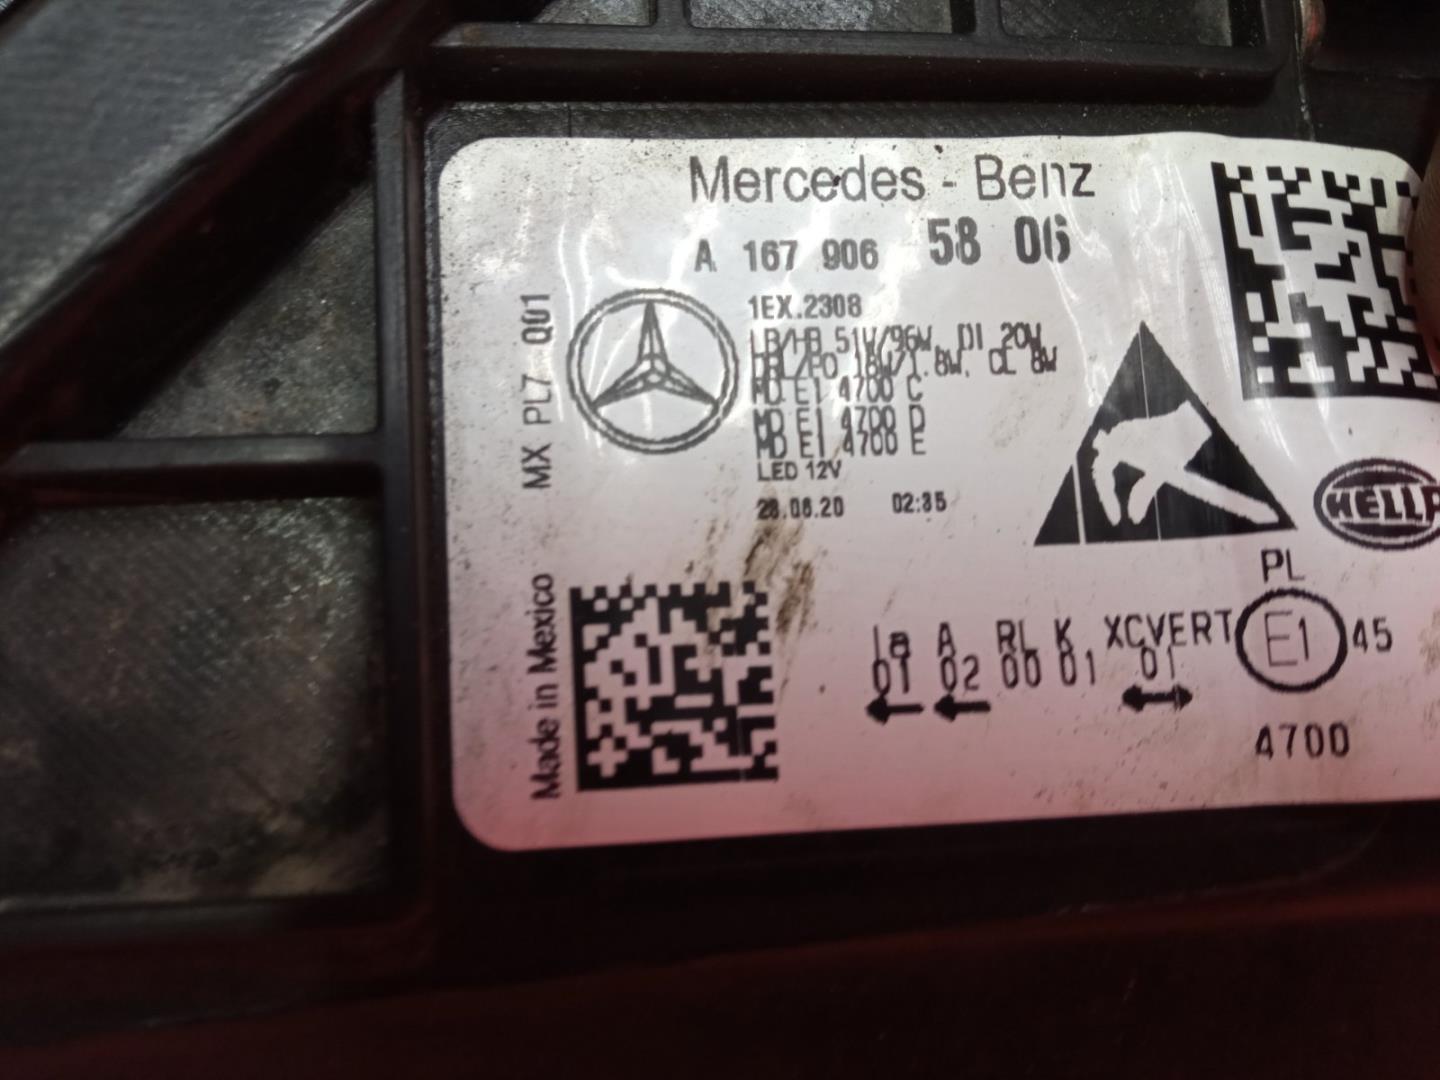 Mercedes - Benz
A 167 906 58 06
MX PL7 Q01
1EX.2308
LB/HB 51W/96W, DI 20W
DRL/PO 18W/1.8W, CL 8W
MD E1 4700 C
MD E1 4700 D
MD E1 4700 E
LED 12V
28.08.20 02:35
HELLA
PL
Made in Mexico
1a A RL K XCVERT E1 45
01 02 00 01 01
4700